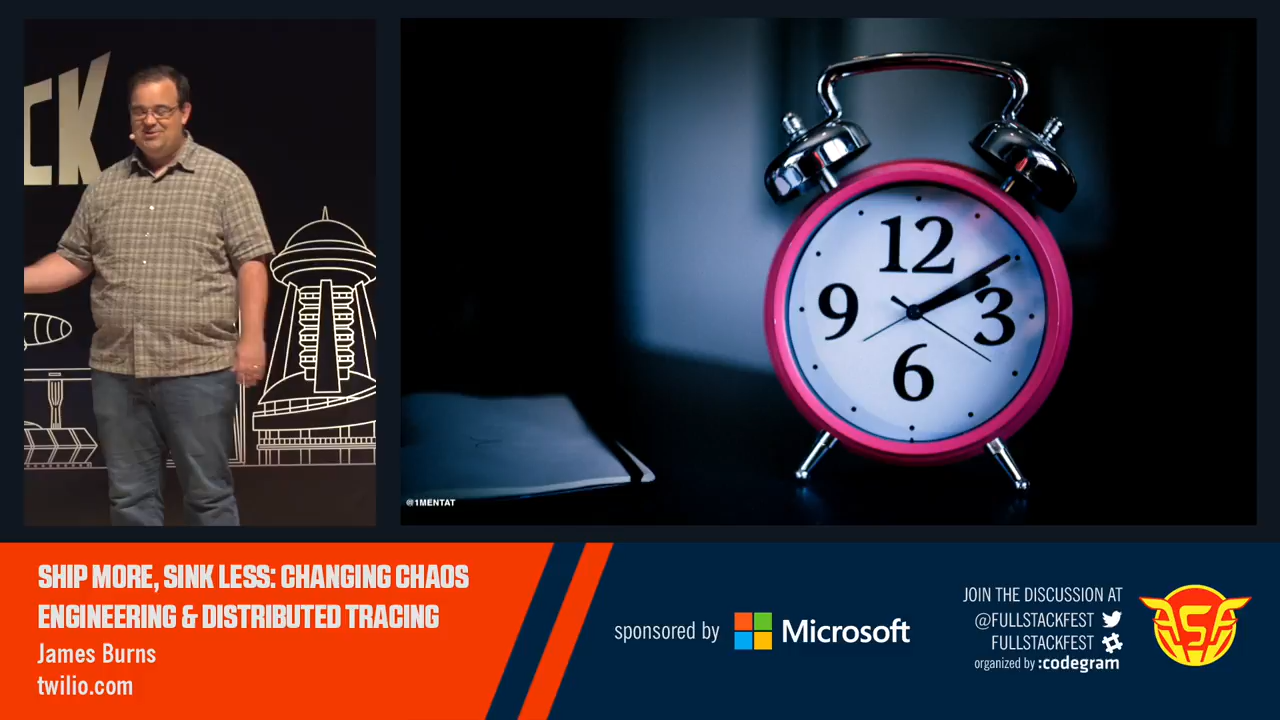 CK
12
9
3
6
@1MENTAT
SHIP MORE, SINK LESS: CHANGING CHAOS
ENGINEERING & DISTRIBUTED TRACING
James Burns
twilio.com
sponsored by Microsoft
JOIN THE DISCUSSION AT
@FULLSTACKFEST
FULLSTACKFEST
organized by :codegram
FSF